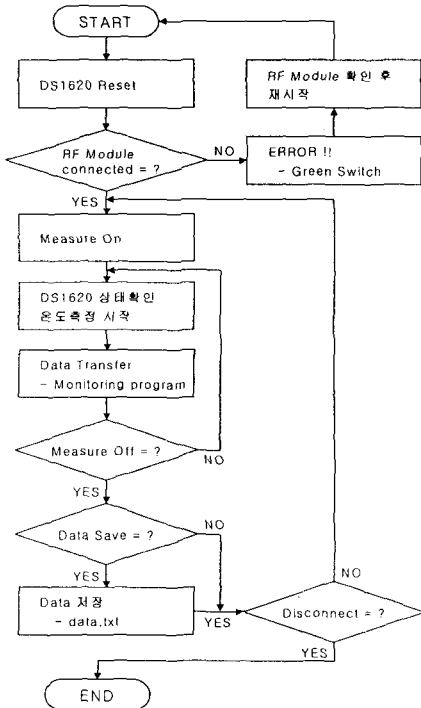 START
DS1620 Reset
RF Module 확인 후
재시작
RF Module
connected = ?
NO
ERROR !!
- Green Switch
YES
Measure On
DS1620 상태확인
온도측정 시작
Data Transfer
- Monitoring program
Measure Off = ?
NO
YES
Data Save = ?
NO
YES
Data 저장
- data.txt
YES
Disconnect = ?
NO
YES
END